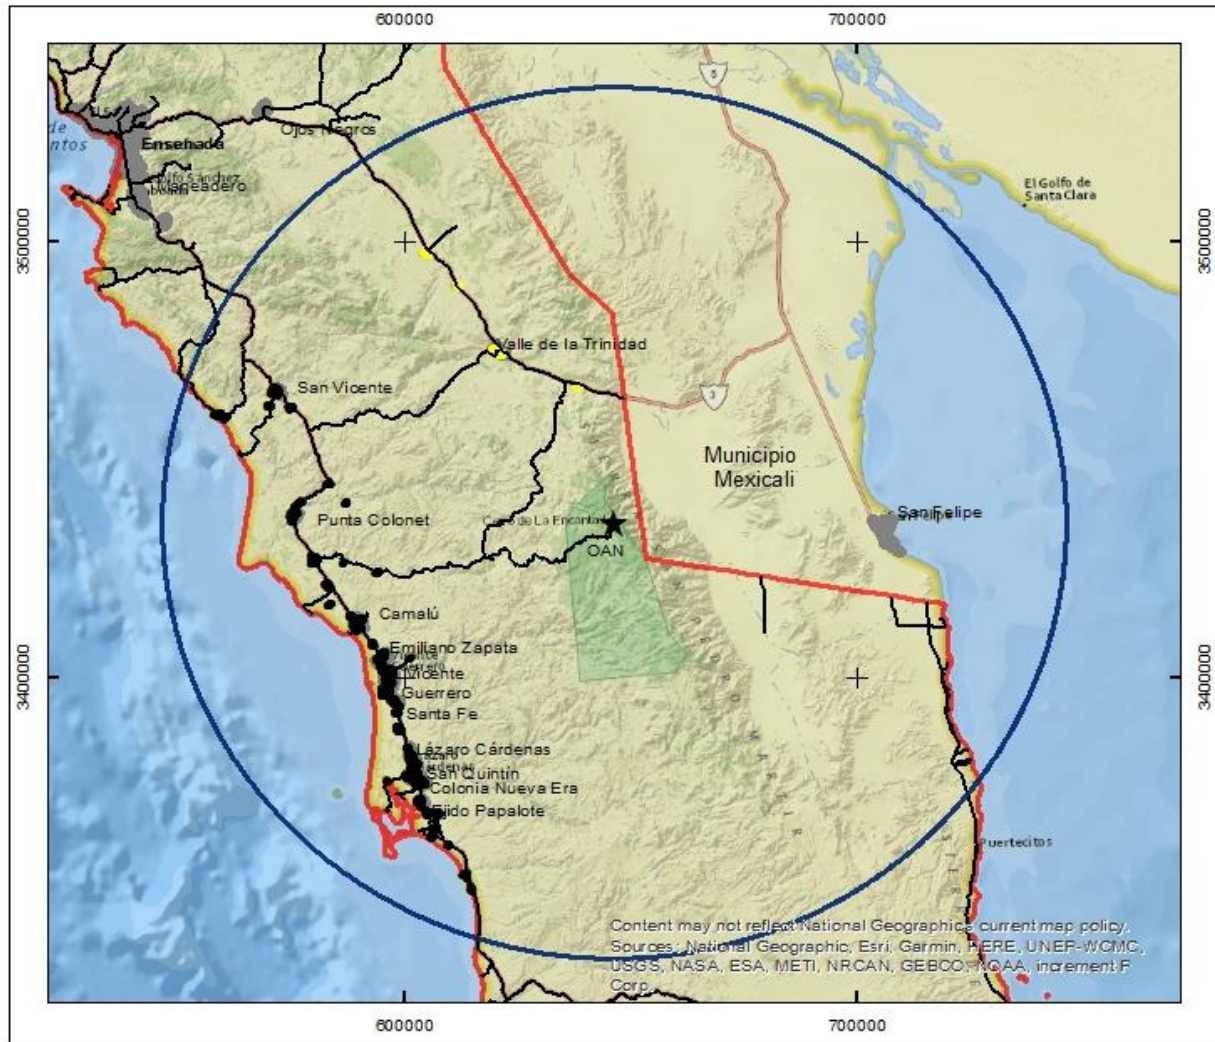 600000
700000
5
de
ntos
Ojos Negros
Ensenada
Maneadero
El Golfo de
Santa Clara
3500000
3500000
Valle de la Trinidad
San Vicente
3
Municipio
Mexicali
Punta Colonet
San Felipe
OAN
Camalú
Emiliano Zapata
3400000
3400000
Vicente
Guerrero
Santa Fe
Lázaro Cárdenas
San Quintín
Colonia Nueva Era
Ejido Papalote
Puertecitos
Content may not reflect National Geographic's current map policy.
Sources: National Geographic, Esri, Garmin, HERE, UNEP-WCMC,
USGS, NASA, ESA, METI, NRCAN, GEBCO, NOAA, increment P
Corp.
600000
700000